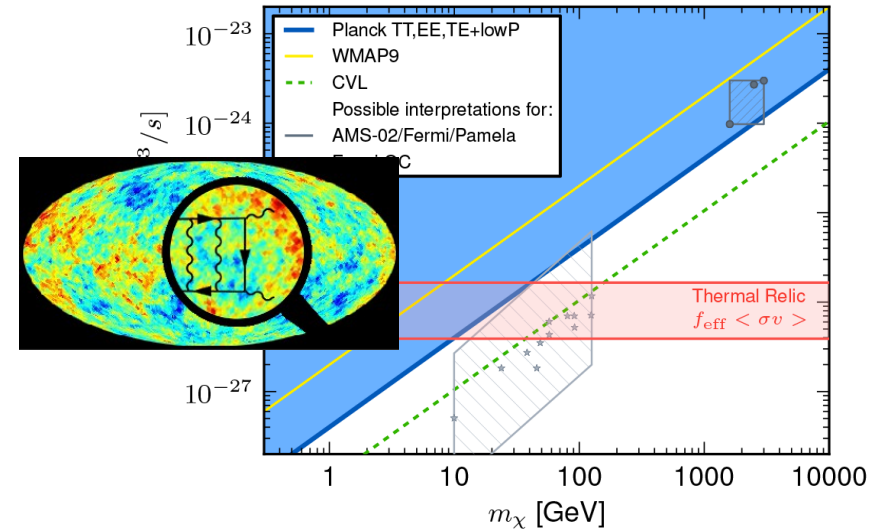 10⁻²³
10⁻²⁴
10⁻²⁷
³/s]
Planck TT,EE,TE+lowP
WMAP9
CVL
Possible interpretations for:
AMS-02/Fermi/Pamela
Thermal Relic
f_eff < σv >
1 10 100 1000 10000
m_χ [GeV]